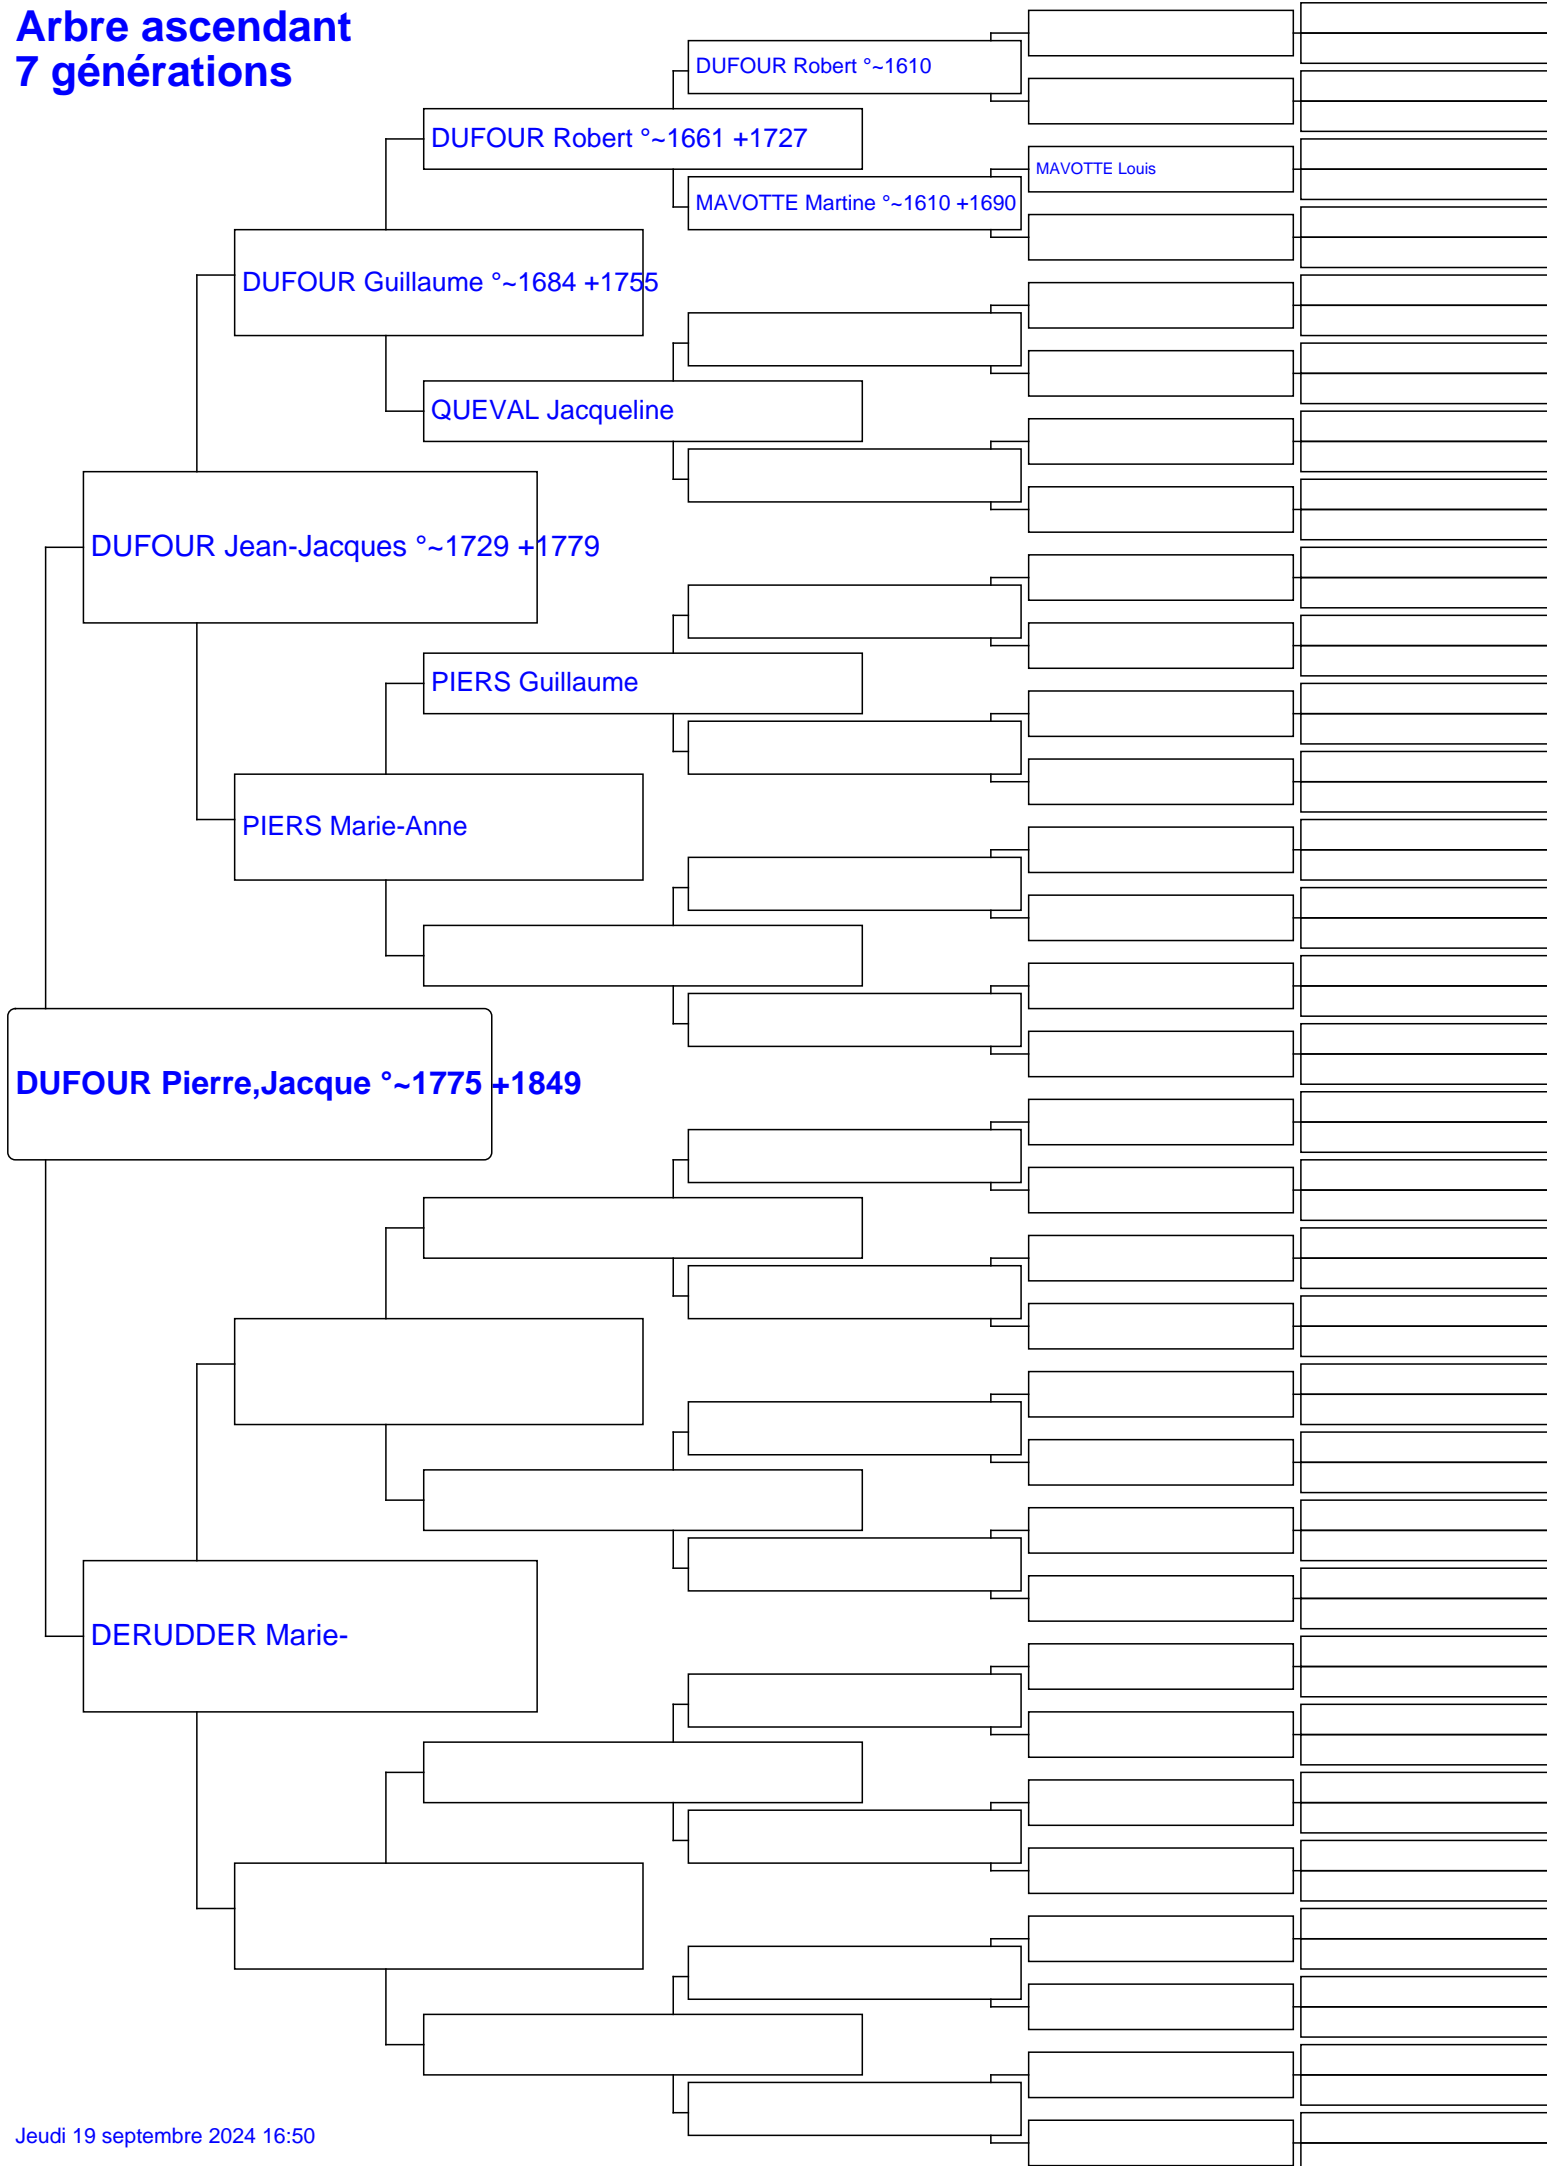 Arbre ascendant
7 générations
DUFOUR Robert °~1610
DUFOUR Robert °~1661 +1727
MAVOTTE Louis
MAVOTTE Martine °~1610 +1690
DUFOUR Guillaume °~1684 +1755
QUEVAL Jacqueline
DUFOUR Jean-Jacques °~1729 +1779
PIERS Guillaume
PIERS Marie-Anne
DUFOUR Pierre,Jacque °~1775 +1849
DERUDDER Marie-
Jeudi 19 septembre 2024 16:50